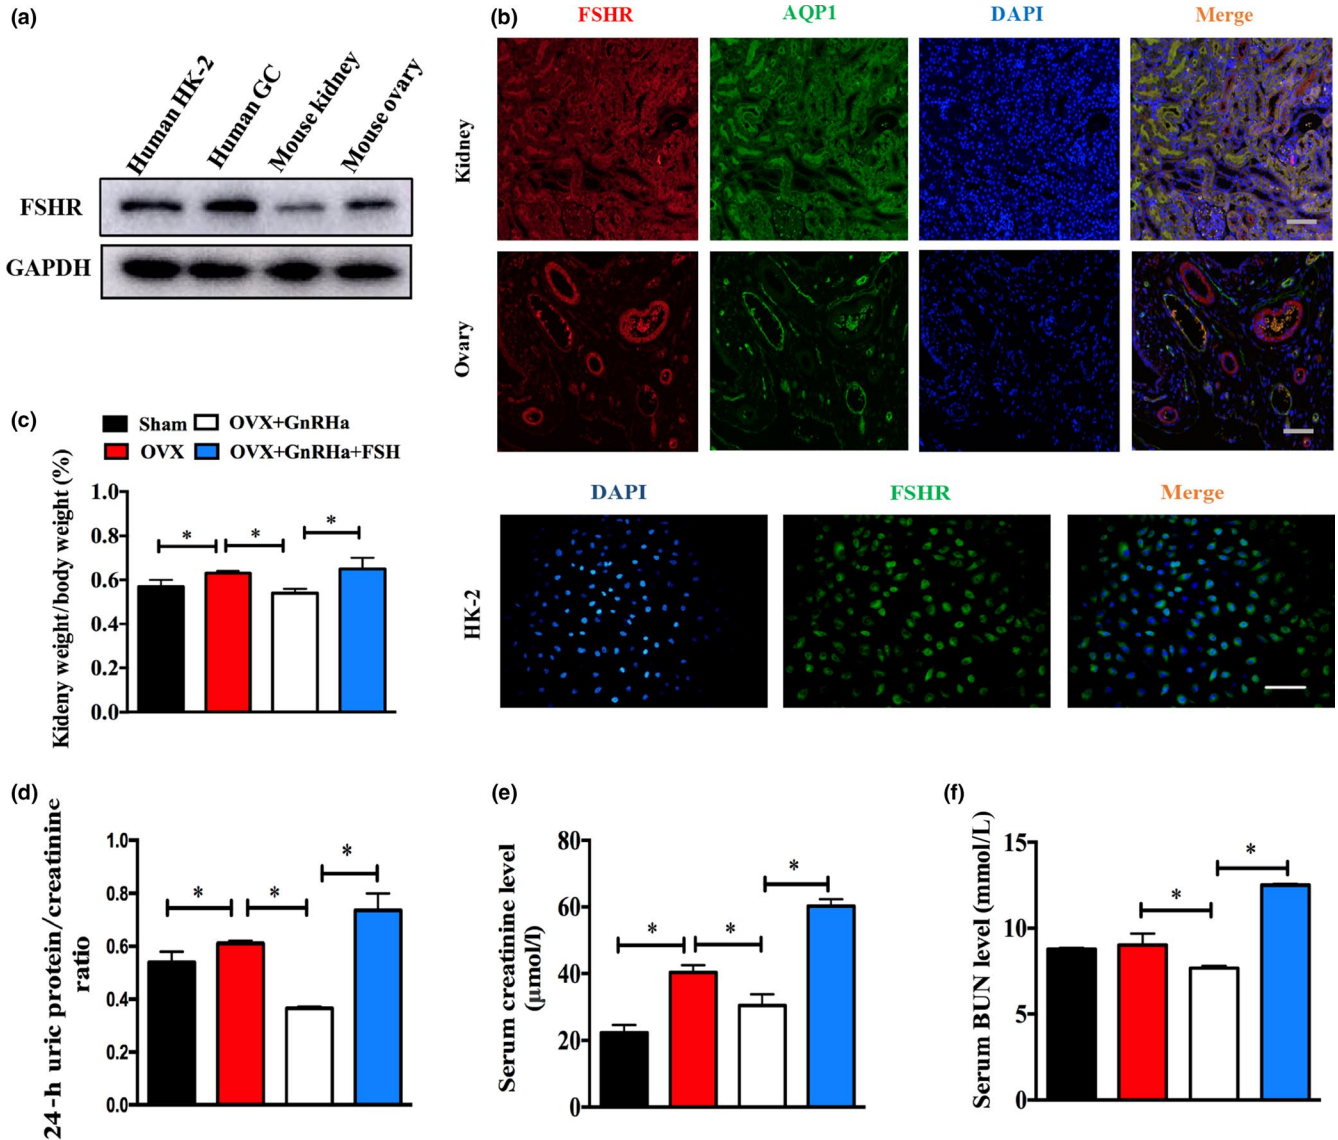 (a)
Human HK-2
Human GC
Mouse kidney
Mouse ovary
FSHR
GAPDH
(b)
FSHR
AQP1
DAPI
Merge
Kidney
Ovary
DAPI
FSHR
Merge
HK-2
(c)
Sham
OVX+GnRHa
OVX
OVX+GnRHa+FSH
Kideny weight/body weight (%)
1.0
0.8
0.6
0.4
0.2
0.0
*
*
*
(d)
24-h uric protein/creatinine
ratio
1.0
0.8
0.6
0.4
0.2
0.0
*
*
*
(e)
Serum creatinine level
(μmol/l)
80
60
40
20
0
*
*
*
(f)
Serum BUN level (mmol/L)
15
10
5
0
*
*